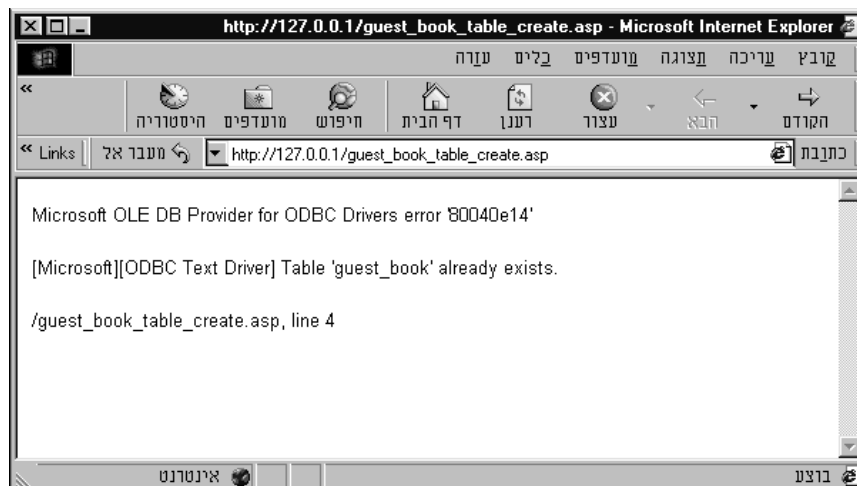 http://127.0.0.1/guest_book_table_create.asp - Microsoft Internet Explorer
קובץ עריכה תצוגה מועדפים כלים עזרה
הקודם הבא עצור רענן דף הבית חיפוש מועדפים היסטוריה »
כתובת http://127.0.0.1/guest_book_table_create.asp מעבר אל Links »
Microsoft OLE DB Provider for ODBC Drivers error '80040e14'
[Microsoft][ODBC Text Driver] Table 'guest_book' already exists.
/guest_book_table_create.asp, line 4
בוצע אינטרנט